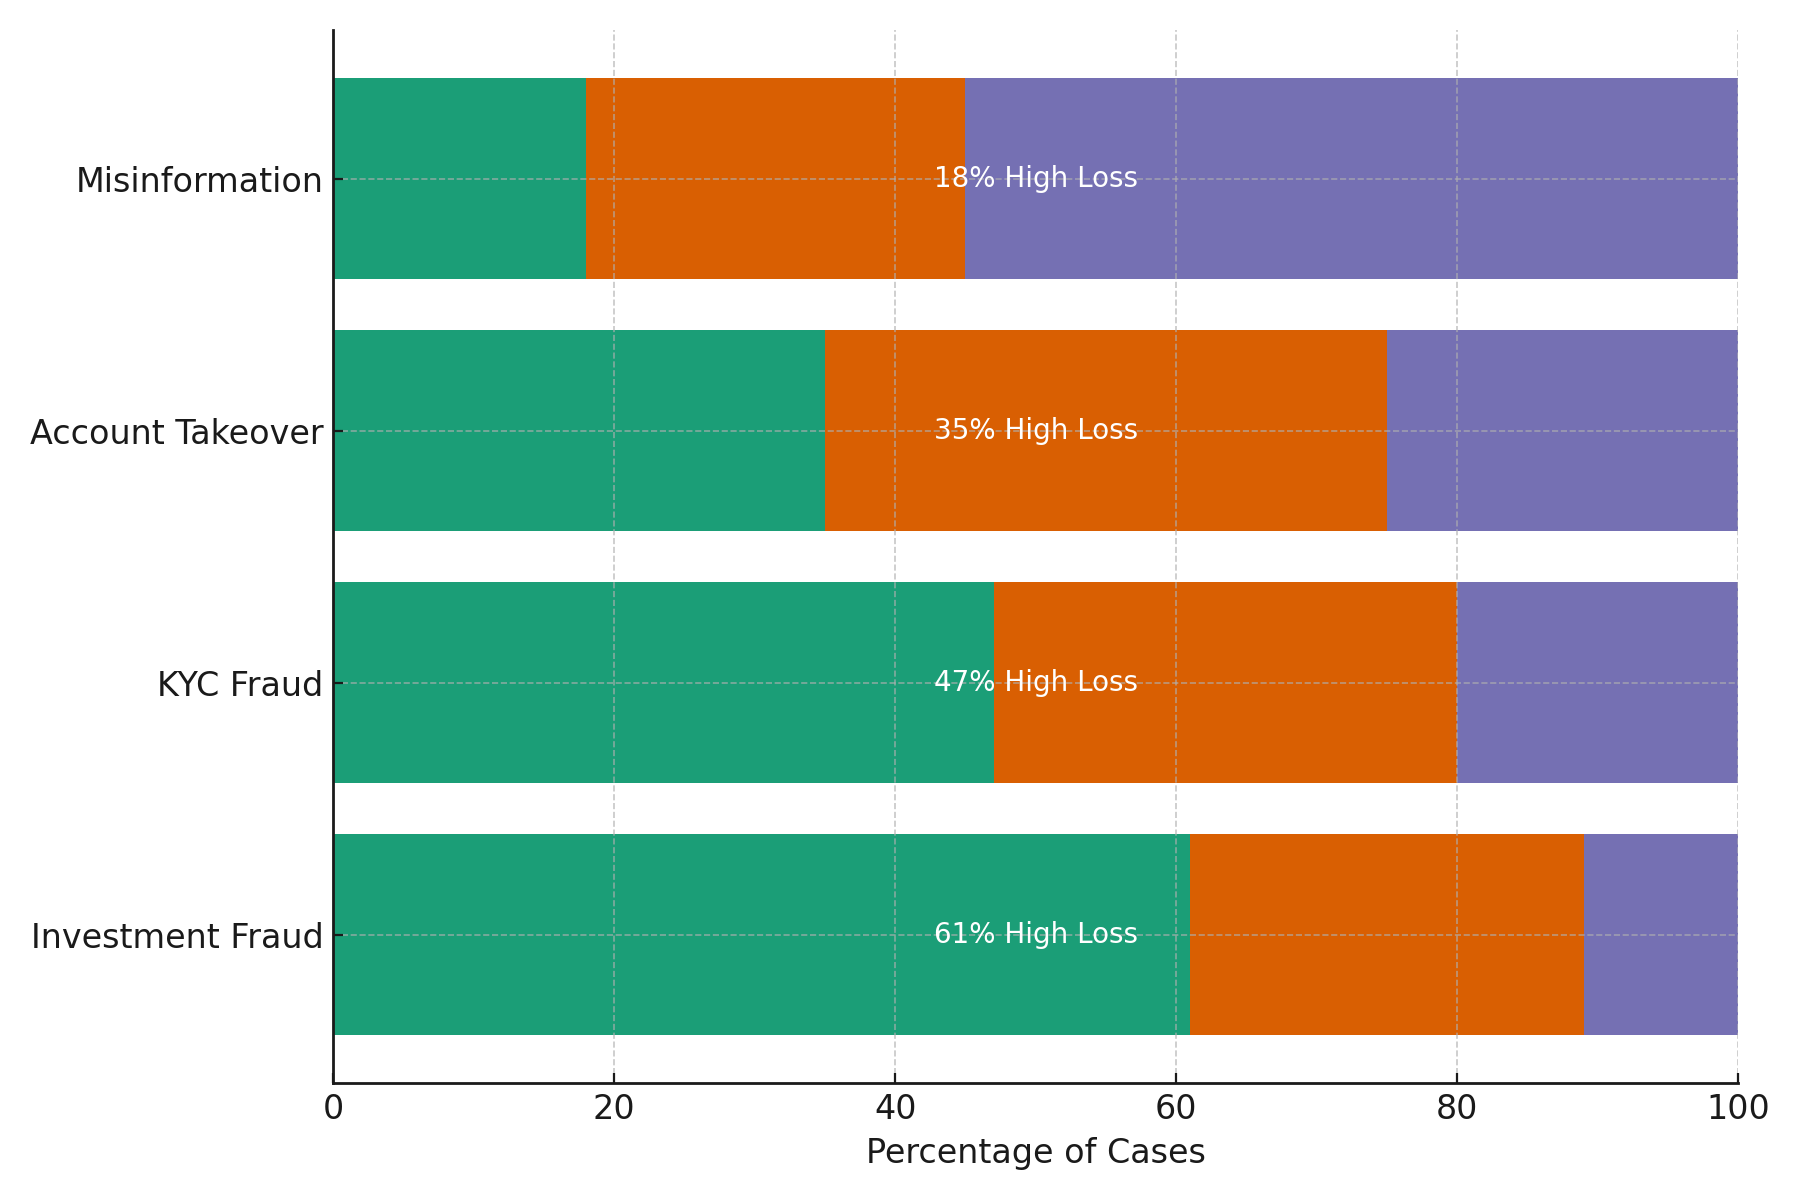 Misinformation
18% High Loss
Account Takeover
35% High Loss
KYC Fraud
47% High Loss
Investment Fraud
61% High Loss
0 20 40 60 80 100
Percentage of Cases